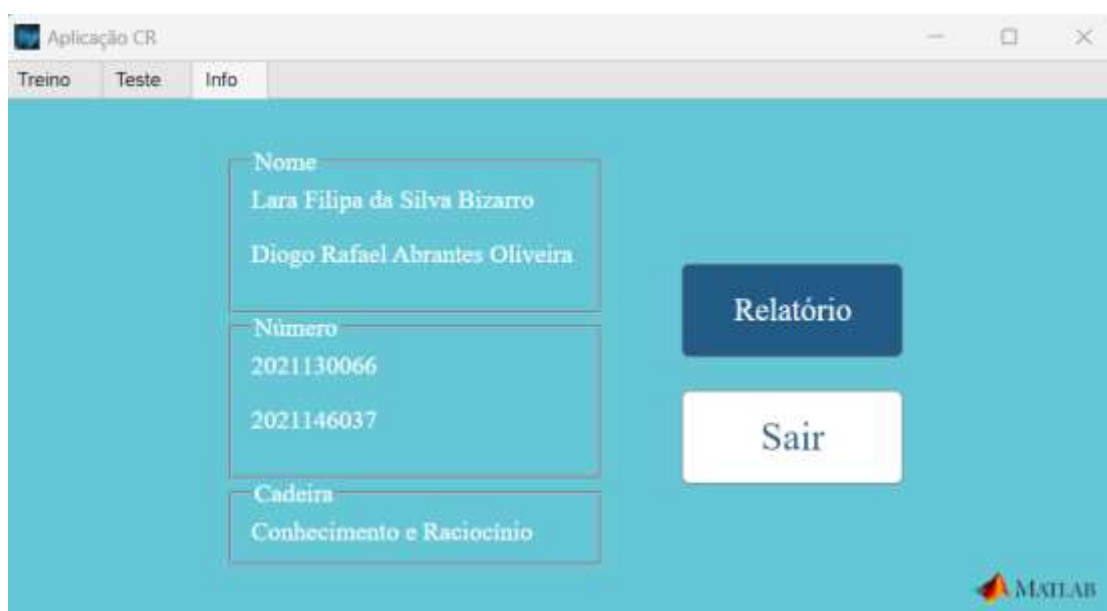 Aplicação CR
Treino Teste Info
Nome
Lara Filipa da Silva Bizarro
Diogo Rafael Abrantes Oliveira
Número
2021130066
2021146037
Cadeira
Conhecimento e Raciocínio
Relatório
Sair
MATLAB